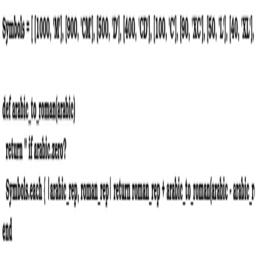 Symbols = [ [1000, 'M'], [900, 'CM'], [500, 'D'], [400, 'CD'], [100, 'C'], [90, 'XC'], [50, 'L'], [40, 'XL'],
def arabic_to_roman(arabic)
return '' if arabic.zero?
Symbols.each { |arabic_rep, roman_rep| return roman_rep + arabic_to_roman(arabic - arabic_r
end